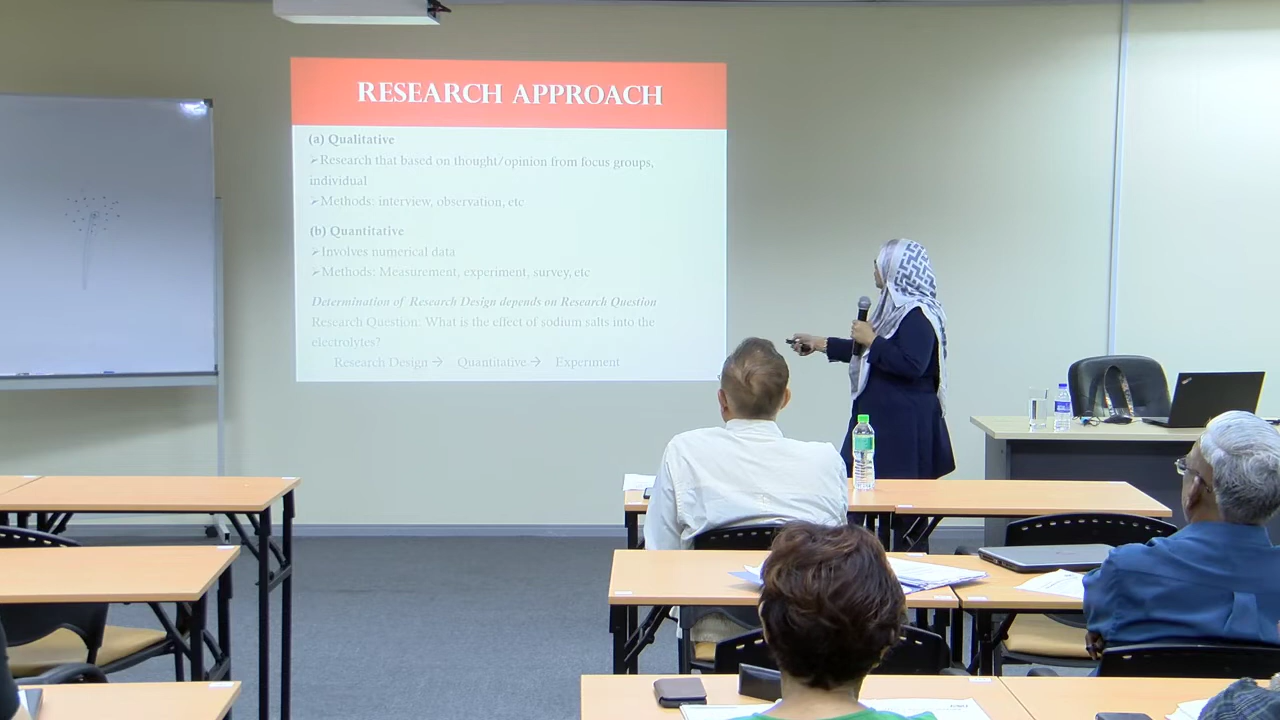 RESEARCH APPROACH
(a) Qualitative
➢Research that based on thought/opinion from focus groups,
individual
➢Methods: interview, observation, etc
(b) Quantitative
➢Involves numerical data
➢Methods: Measurement, experiment, survey, etc
Determination of Research Design depends on Research Question
Research Question: What is the effect of sodium salts into the
electrolytes?
Research Design → Quantitative → Experiment